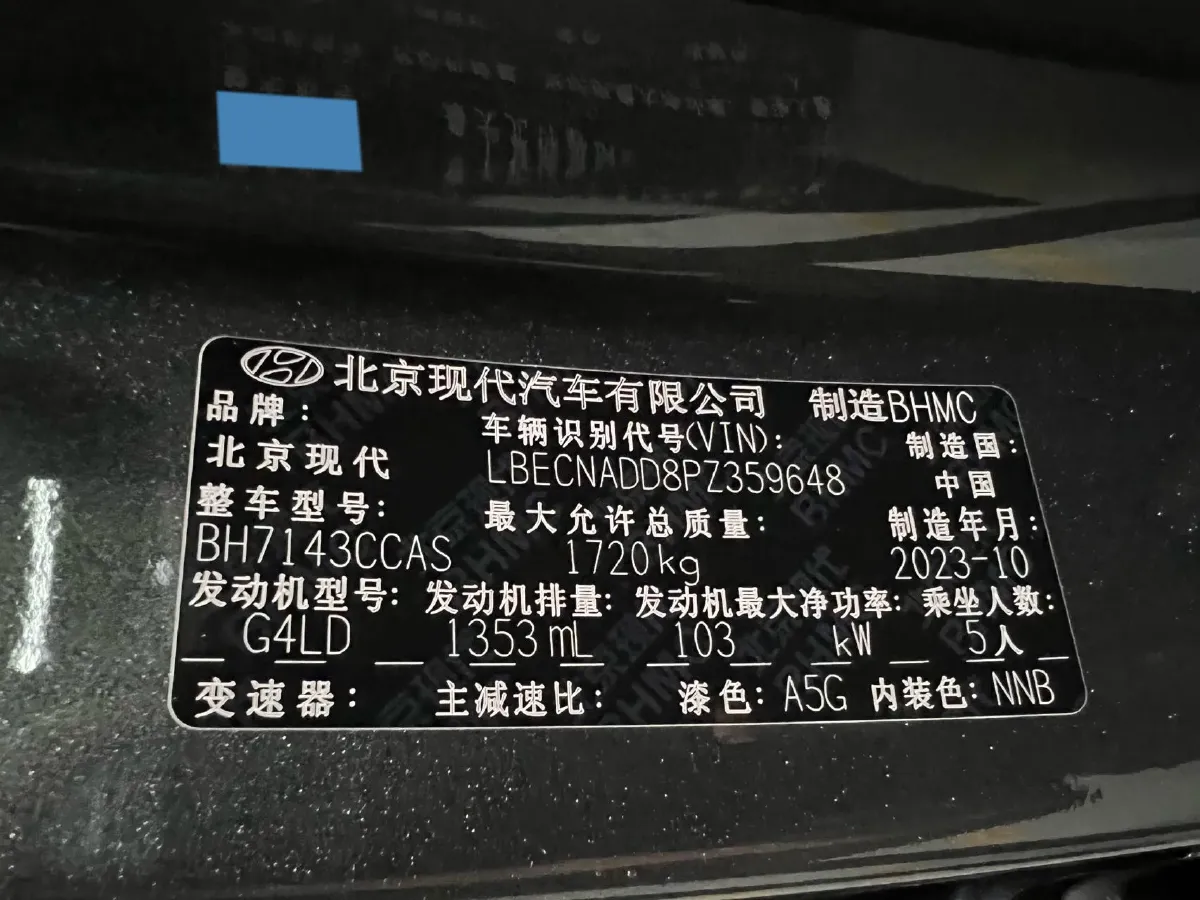 北京现代汽车有限公司 制造BHMC
品牌: 车辆识别代号(VIN): 制造国:
北京现代 LBECNADD8PZ359648 中国
整车型号: 最大允许总质量: 制造年月:
BH7143CCAS 1720kg 2023-10
发动机型号: 发动机排量: 发动机最大净功率: 乘坐人数:
G4LD 1353mL 103 kW 5人
变速器: 主减速比: 漆色: A5G 内装色: NNB